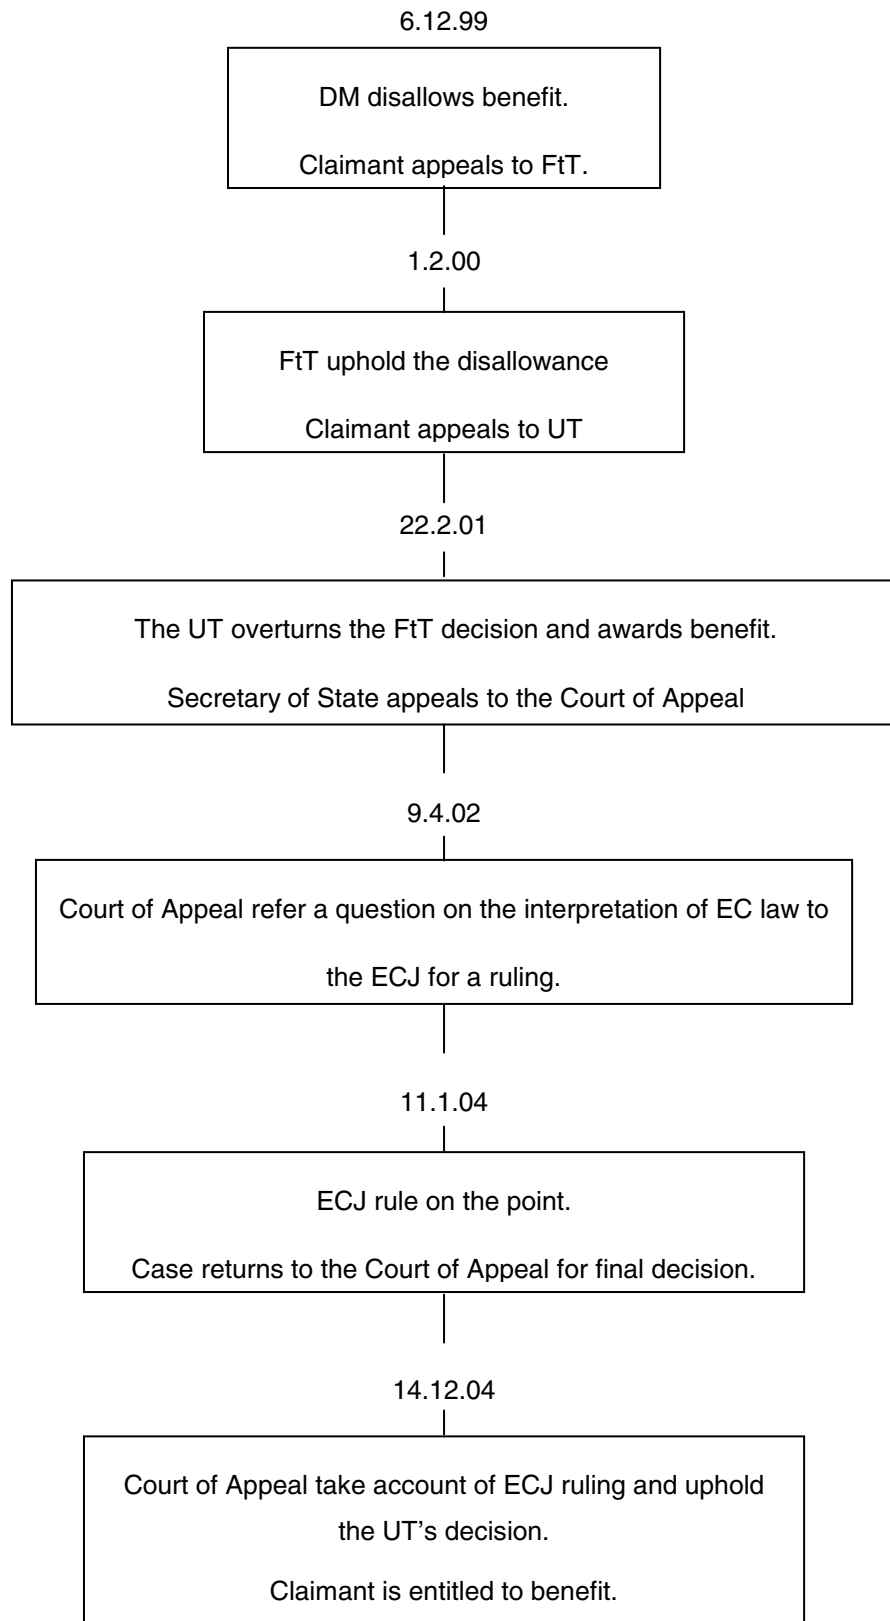 6.12.99
DM disallows benefit.
Claimant appeals to FtT.
1.2.00
FtT uphold the disallowance
Claimant appeals to UT
22.2.01
The UT overturns the FtT decision and awards benefit.
Secretary of State appeals to the Court of Appeal
9.4.02
Court of Appeal refer a question on the interpretation of EC law to
the ECJ for a ruling.
11.1.04
ECJ rule on the point.
Case returns to the Court of Appeal for final decision.
14.12.04
Court of Appeal take account of ECJ ruling and uphold
the UT’s decision.
Claimant is entitled to benefit.